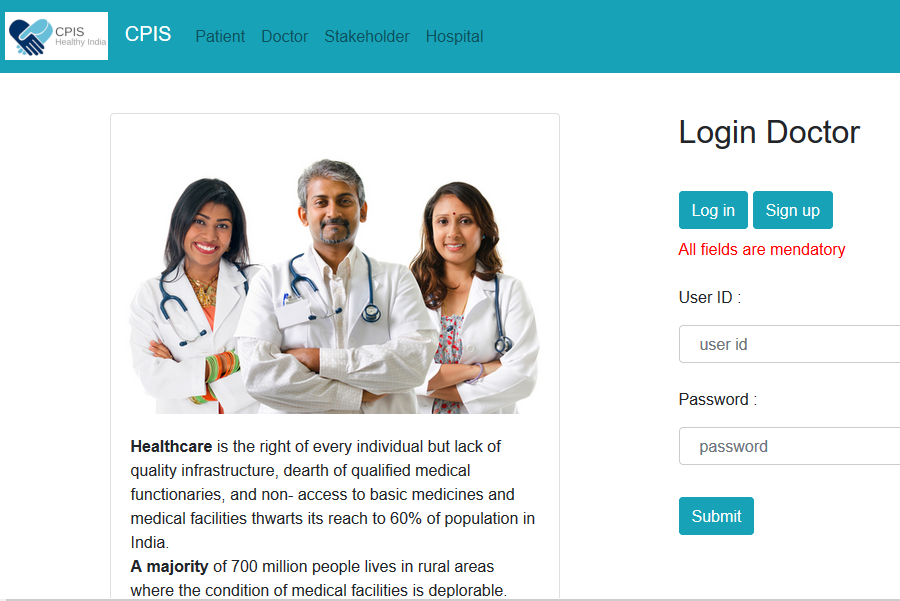 CPIS
Healthy India
CPIS Patient Doctor Stakeholder Hospital
Healthcare is the right of every individual but lack of
quality infrastructure, dearth of qualified medical
functionaries, and non- access to basic medicines and
medical facilities thwarts its reach to 60% of population in
India.
A majority of 700 million people lives in rural areas
where the condition of medical facilities is deplorable.
Login Doctor
Log in Sign up
All fields are mendatory
User ID :
user id
Password :
password
Submit